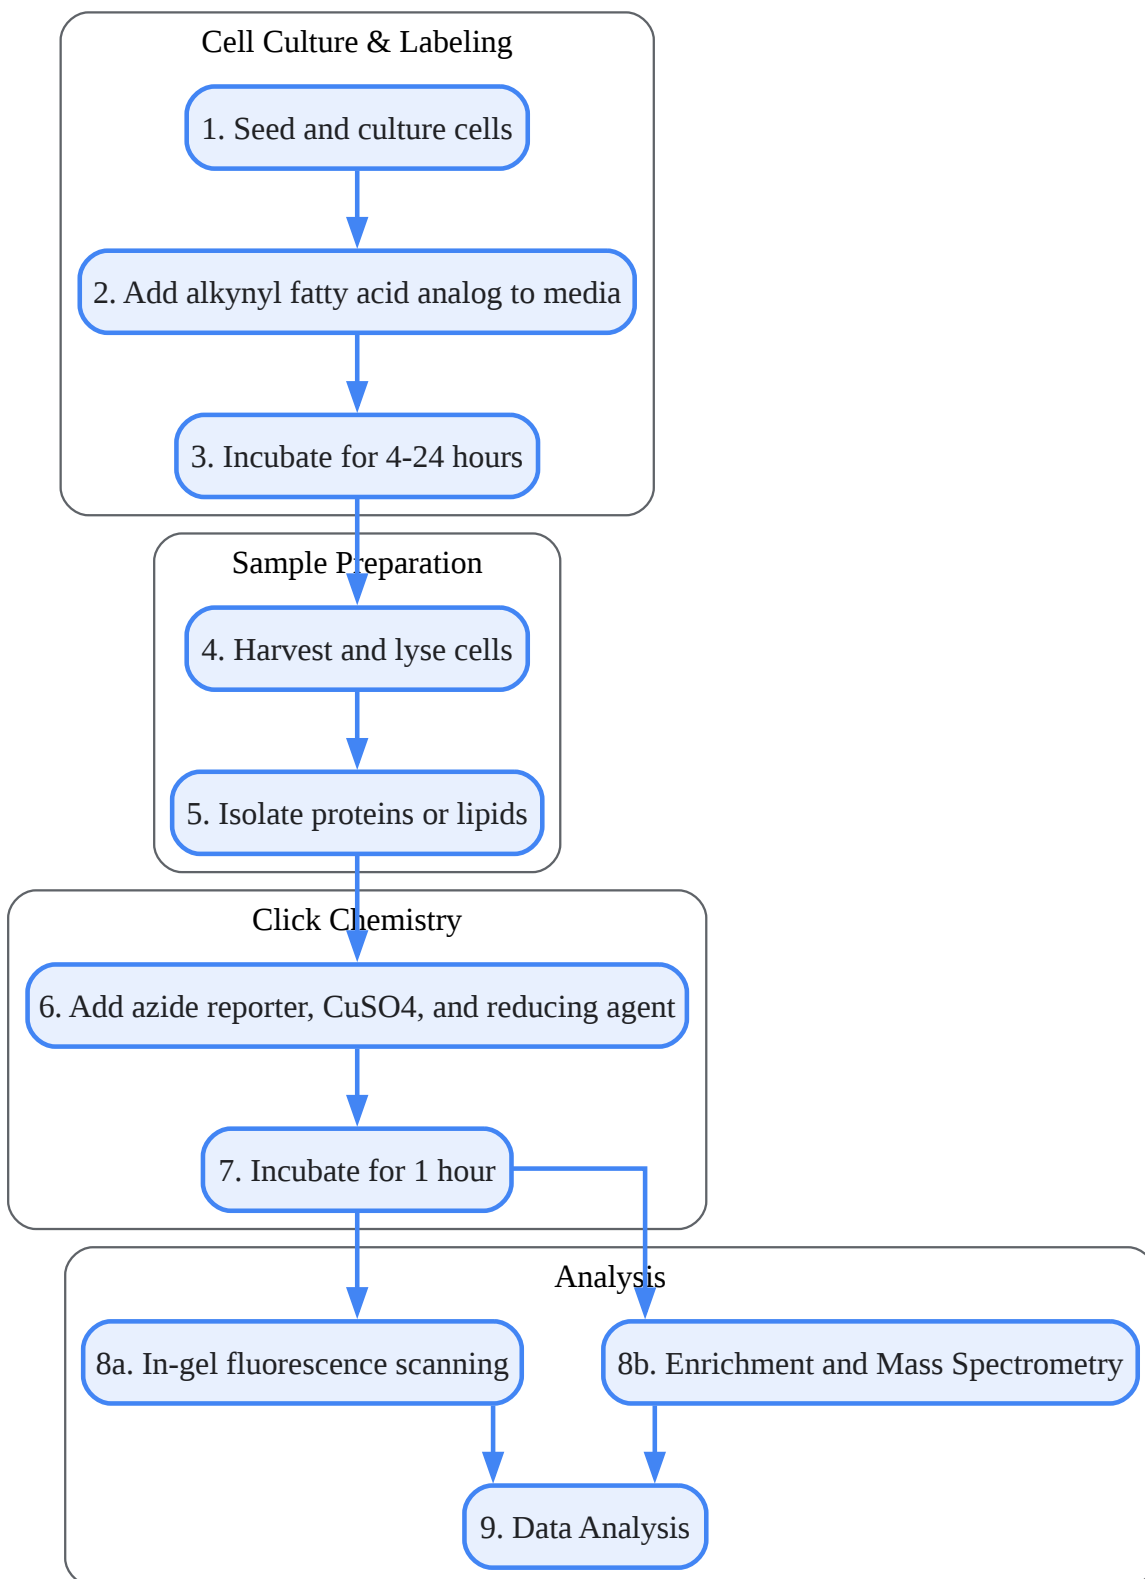 Cell Culture & Labeling
1. Seed and culture cells
2. Add alkynyl fatty acid analog to media
3. Incubate for 4-24 hours
Sample Preparation
4. Harvest and lyse cells
5. Isolate proteins or lipids
Click Chemistry
6. Add azide reporter, CuSO4, and reducing agent
7. Incubate for 1 hour
Analysis
8a. In-gel fluorescence scanning
8b. Enrichment and Mass Spectrometry
9. Data Analysis